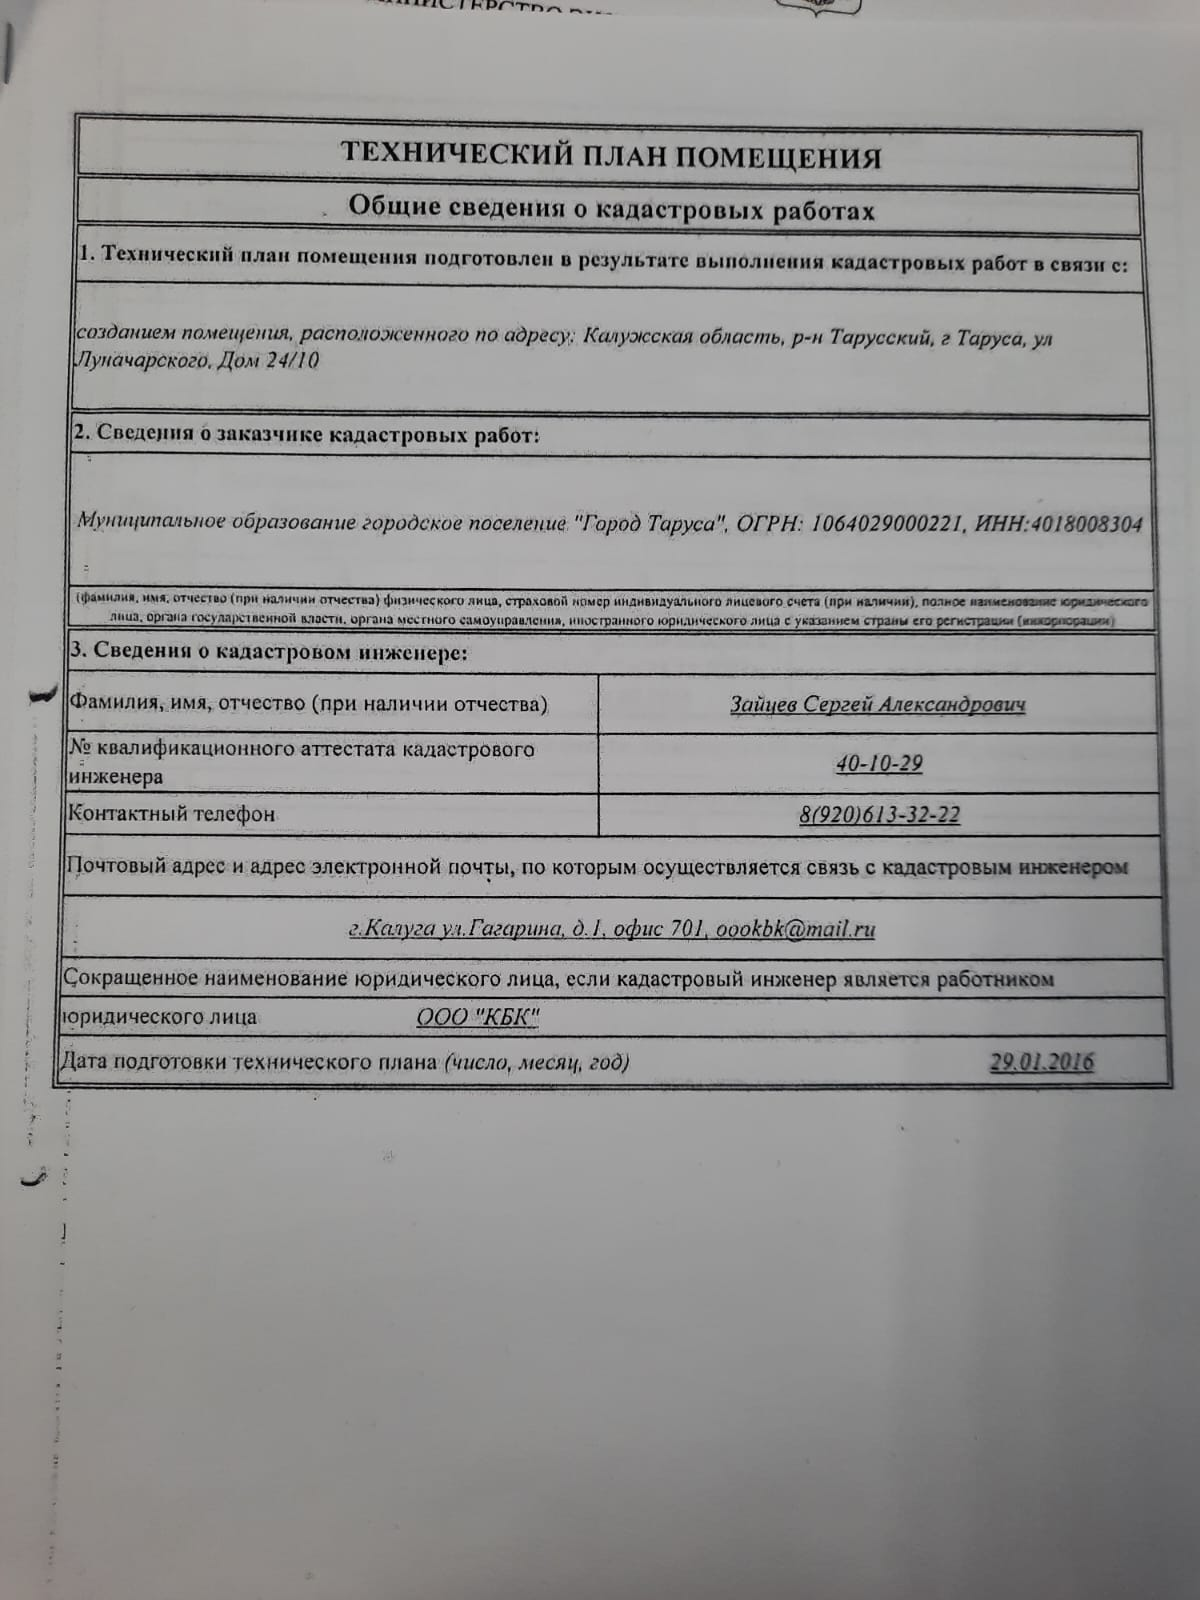 ТЕХНИЧЕСКИЙ ПЛАН ПОМЕЩЕНИЯ
Общие сведения о кадастровых работах
1. Технический план помещения подготовлен в результате выполнения кадастровых работ в связи с:
созданием помещения, расположенного по адресу: Калужская область, р-н Тарусский, г Таруса, ул
Луначарского, Дом 24/10
2. Сведения о заказчике кадастровых работ:
Муниципальное образование городское поселение "Город Таруса", ОГРН: 1064029000221, ИНН:4018008304
(фамилия, имя, отчество (при наличии отчества) физического лица, страховой номер индивидуального лицевого счета (при наличии), полное наименование юридического
лица, органа государственной власти, органа местного самоуправления, иностранного юридического лица с указанием страны его регистрации (инкорпорации)
3. Сведения о кадастровом инженере:
Фамилия, имя, отчество (при наличии отчества) Зайцев Сергей Александрович
№ квалификационного аттестата кадастрового
инженера 40-10-29
Контактный телефон 8(920)613-32-22
Почтовый адрес и адрес электронной почты, по которым осуществляется связь с кадастровым инженером
г.Калуга ул.Гагарина, д.1, офис 701, oookbk@mail.ru
Сокращенное наименование юридического лица, если кадастровый инженер является работником
юридического лица ООО "КБК"
Дата подготовки технического плана (число, месяц, год) 29.01.2016